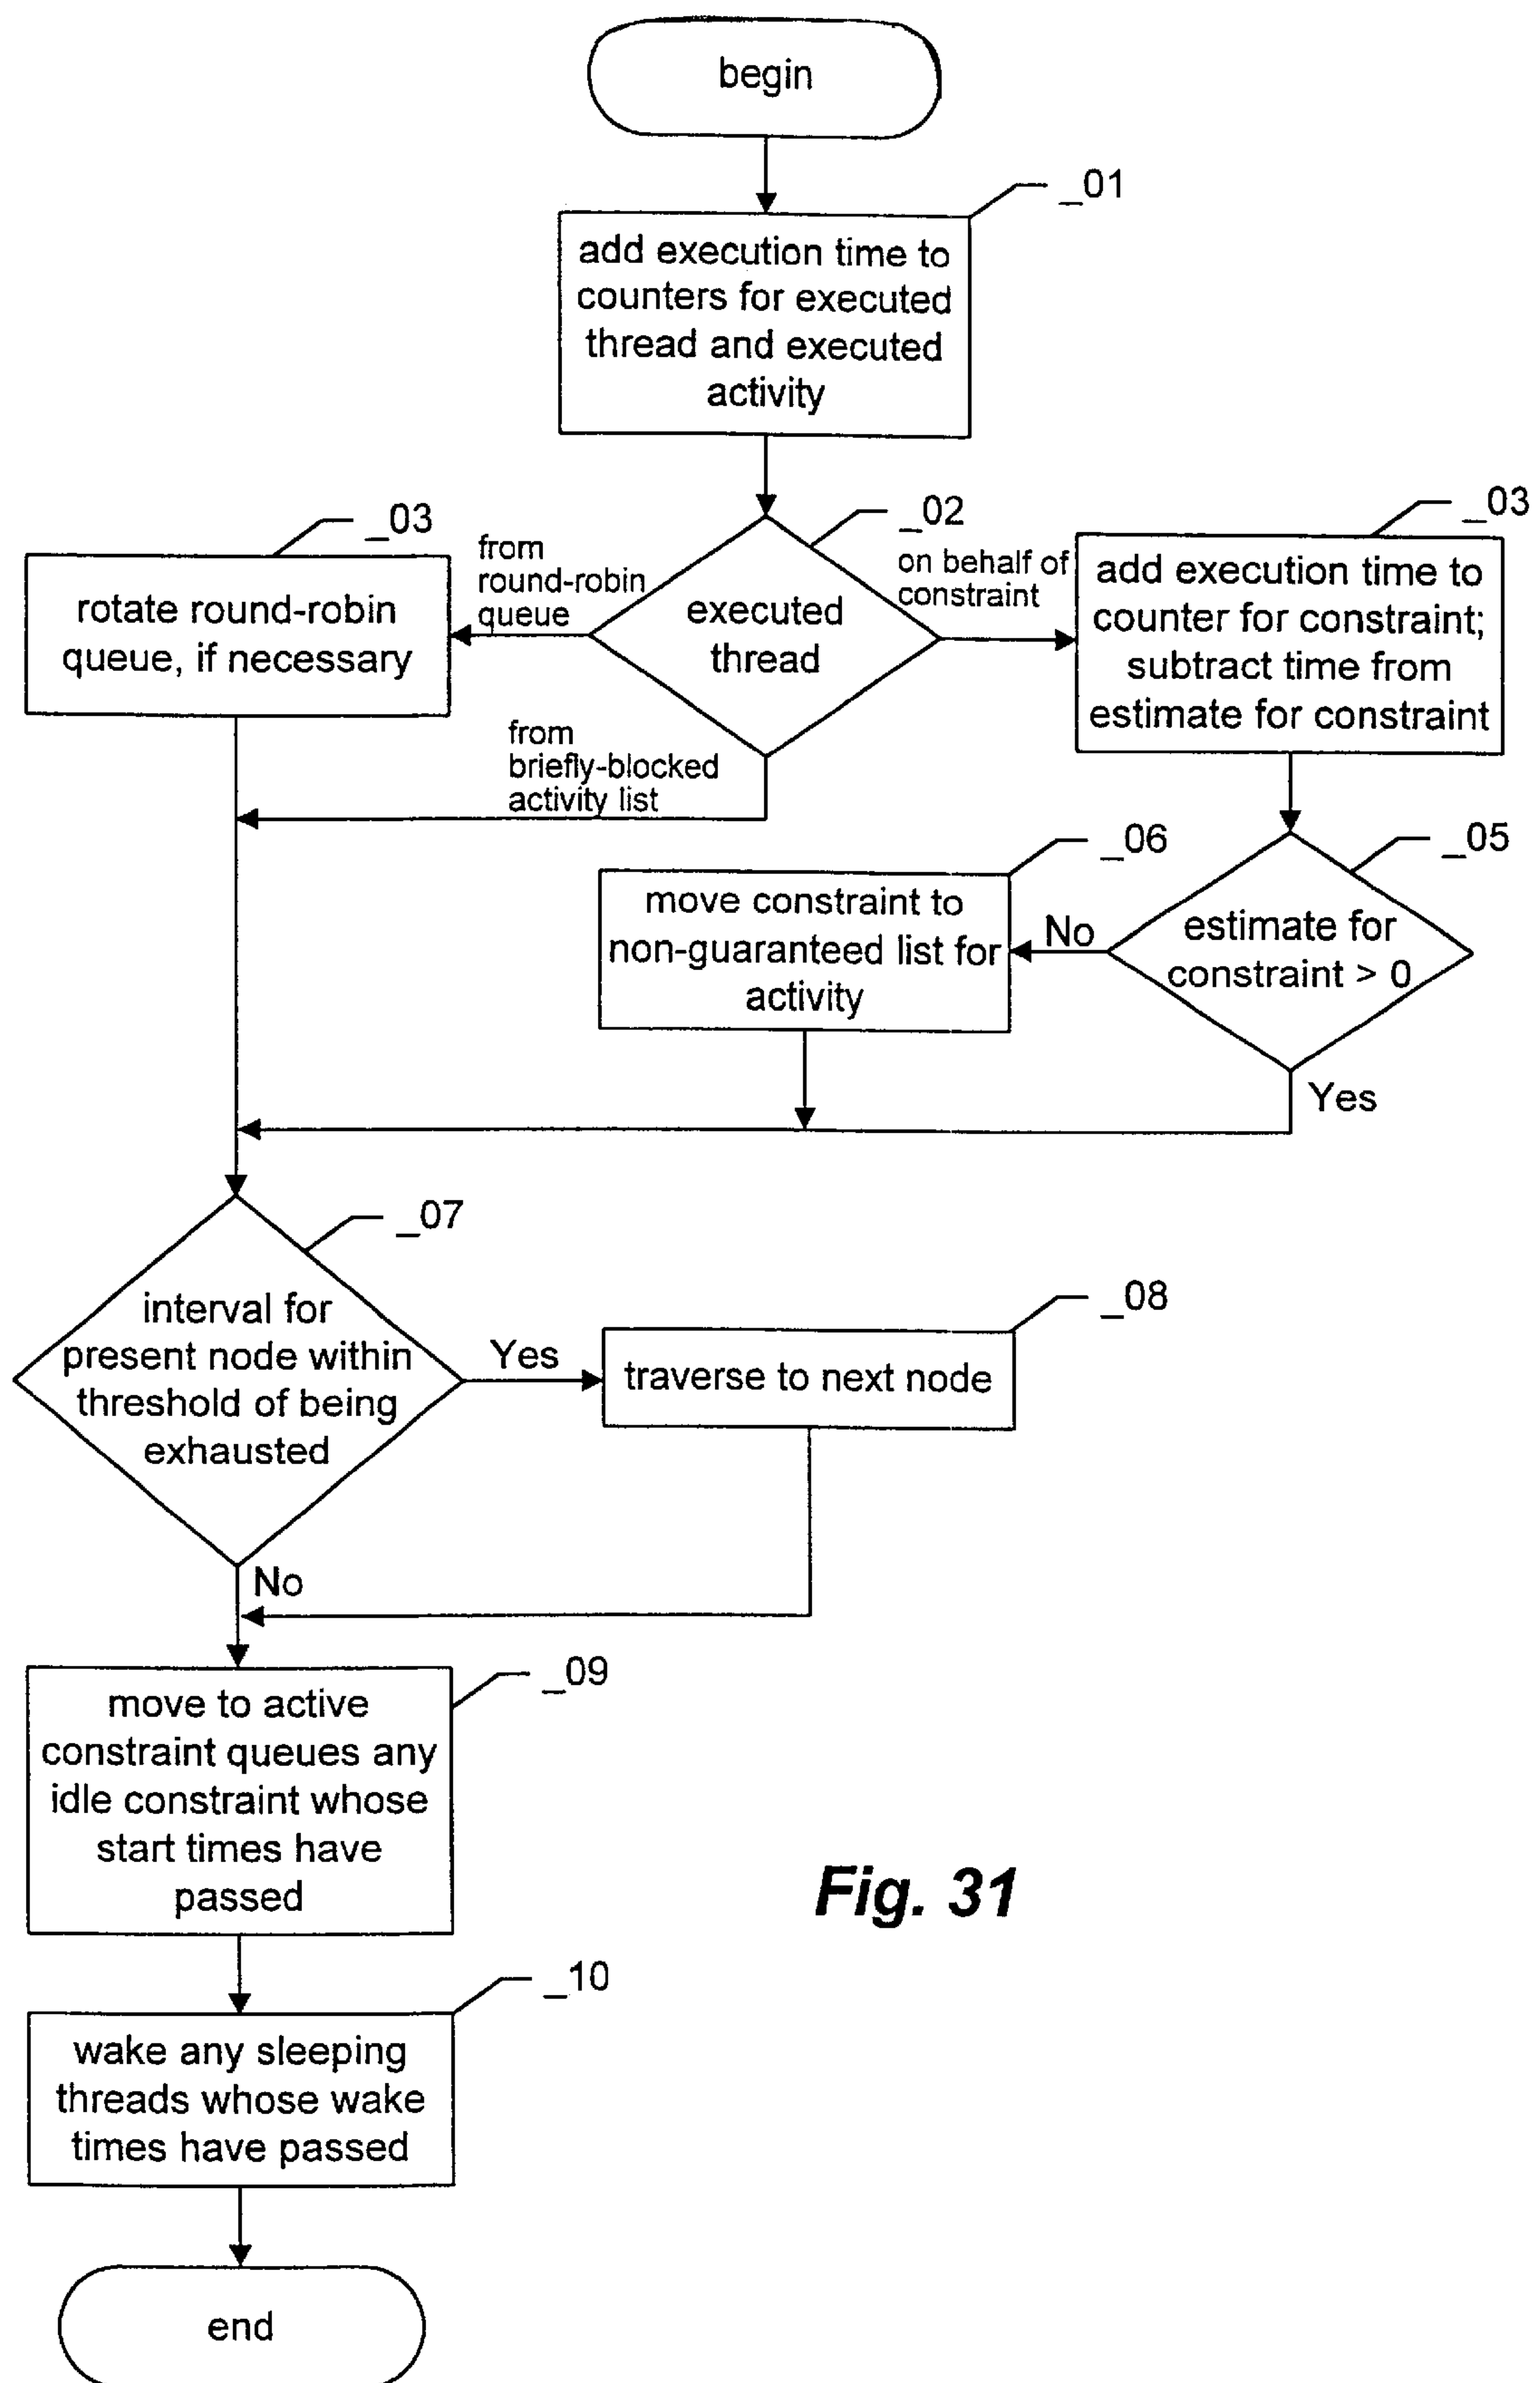 begin
_01
add execution time to
counters for executed
thread and executed
activity
_02
executed
thread
from
round-robin
queue
_03
rotate round-robin
queue, if necessary
on behalf of
constraint
_03
add execution time to
counter for constraint;
subtract time from
estimate for constraint
from
briefly-blocked
activity list
_05
estimate for
constraint > 0
No
_06
move constraint to
non-guaranteed list for
activity
Yes
_07
interval for
present node within
threshold of being
exhausted
Yes
_08
traverse to next node
No
_09
move to active
constraint queues any
idle constraint whose
start times have
passed
Fig. 31
_10
wake any sleeping
threads whose wake
times have passed
end